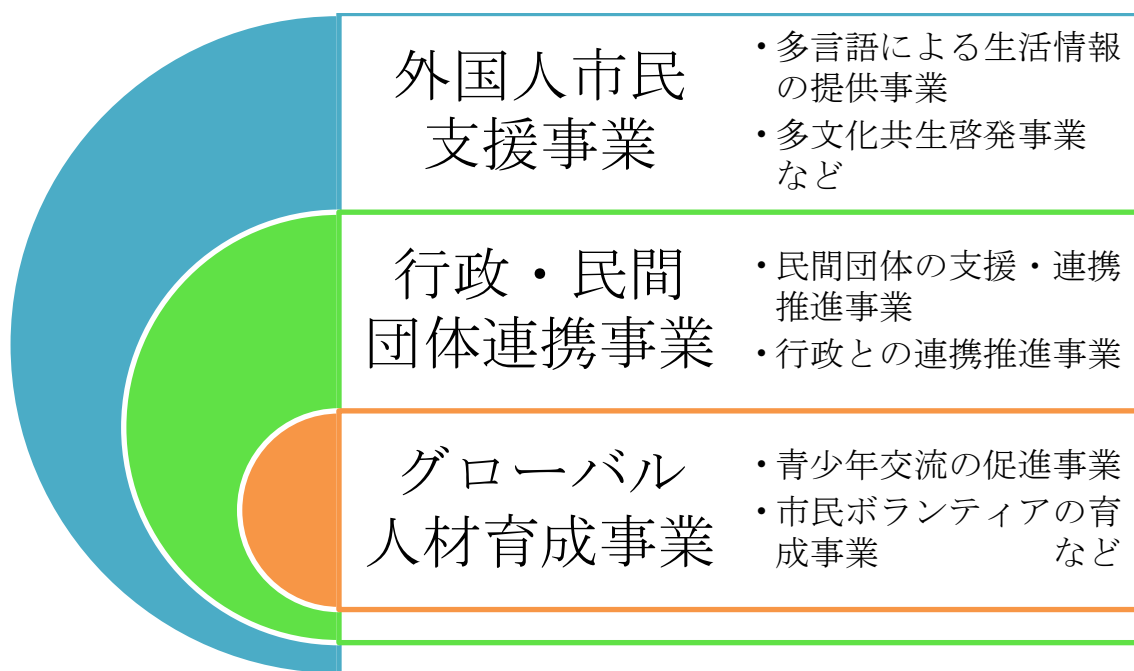 外国人市民
支援事業
・多言語による生活情報
の提供事業
・多文化共生啓発事業
など
行政・民間
団体連携事業
・民間団体の支援・連携
推進事業
・行政との連携推進事業
グローバル
人材育成事業
・青少年交流の促進事業
・市民ボランティアの育
成事業 など